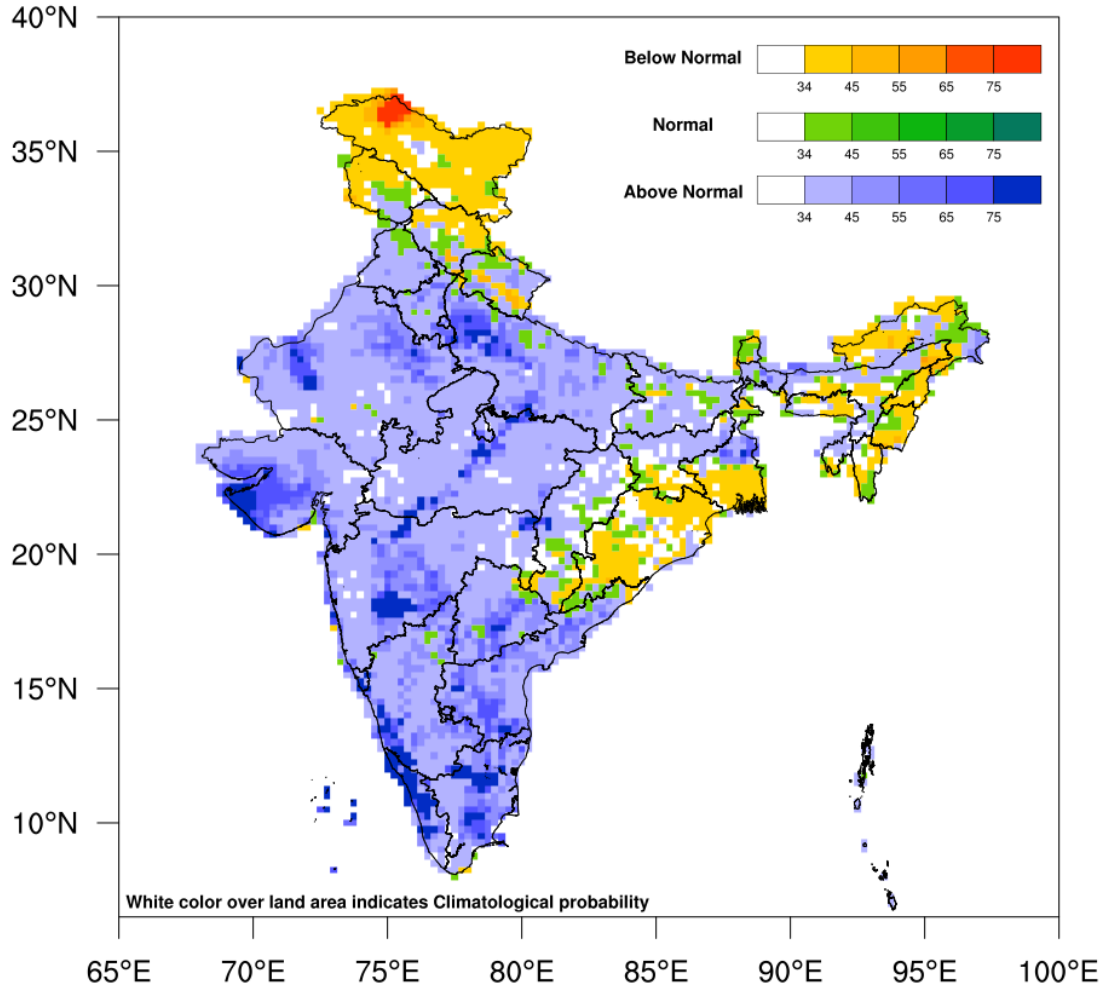 40°N
Below Normal
34 45 55 65 75
Normal
34 45 55 65 75
35°N
Above Normal
34 45 55 65 75
30°N
25°N
20°N
15°N
10°N
White color over land area indicates Climatological probability
65°E 70°E 75°E 80°E 85°E 90°E 95°E 100°E